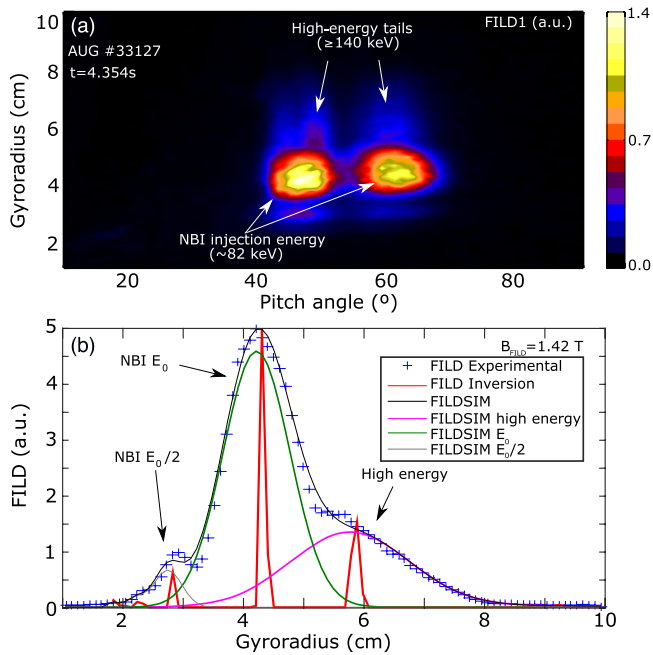 (a)
High-energy tails
(≥140 keV)
FILD1 (a.u.)
AUG #33127
t=4.354s
NBI injection energy
(~82 keV)
10
8
6
4
2
Gyroradius (cm)
20
40
60
80
Pitch angle (º)
1.4
0.7
0.0
(b)
B_FILD=1.42 T
NBI E₀
NBI E₀/2
High energy
FILD Experimental
FILD Inversion
FILDSIM
FILDSIM high energy
FILDSIM E₀
FILDSIM E₀/2
5
4
3
2
1
0
FILD (a.u.)
2
4
6
8
10
Gyroradius (cm)